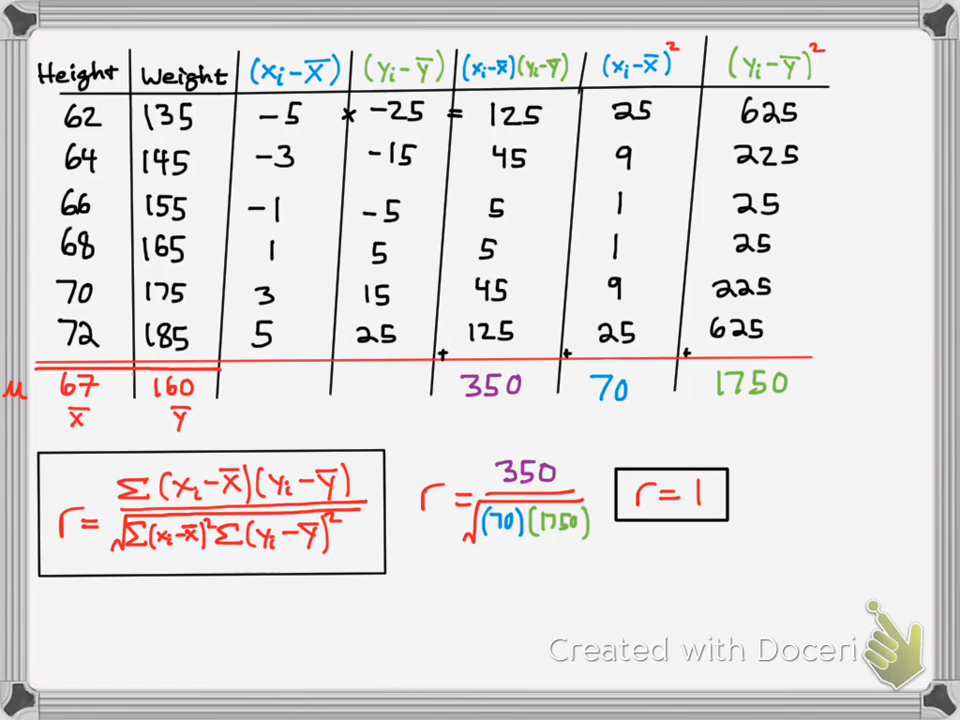 Height Weight (xᵢ-x̅) (yᵢ-y̅) (xᵢ-x̅)(yᵢ-y̅) (xᵢ-x̅)² (yᵢ-y̅)²
62 135 -5 × -25 = 125 25 625
64 145 -3 -15 45 9 225
66 155 -1 -5 5 1 25
68 165 1 5 5 1 25
70 175 3 15 45 9 225
72 185 5 25 125 25 625
+ + +
μ 67 160 350 70 1750
x̅ y̅
r = Σ(xᵢ-x̅)(yᵢ-y̅) / √Σ(xᵢ-x̅)²Σ(yᵢ-y̅)²
r = 350 / √(70)(1750)
r = 1
Created with Doceri